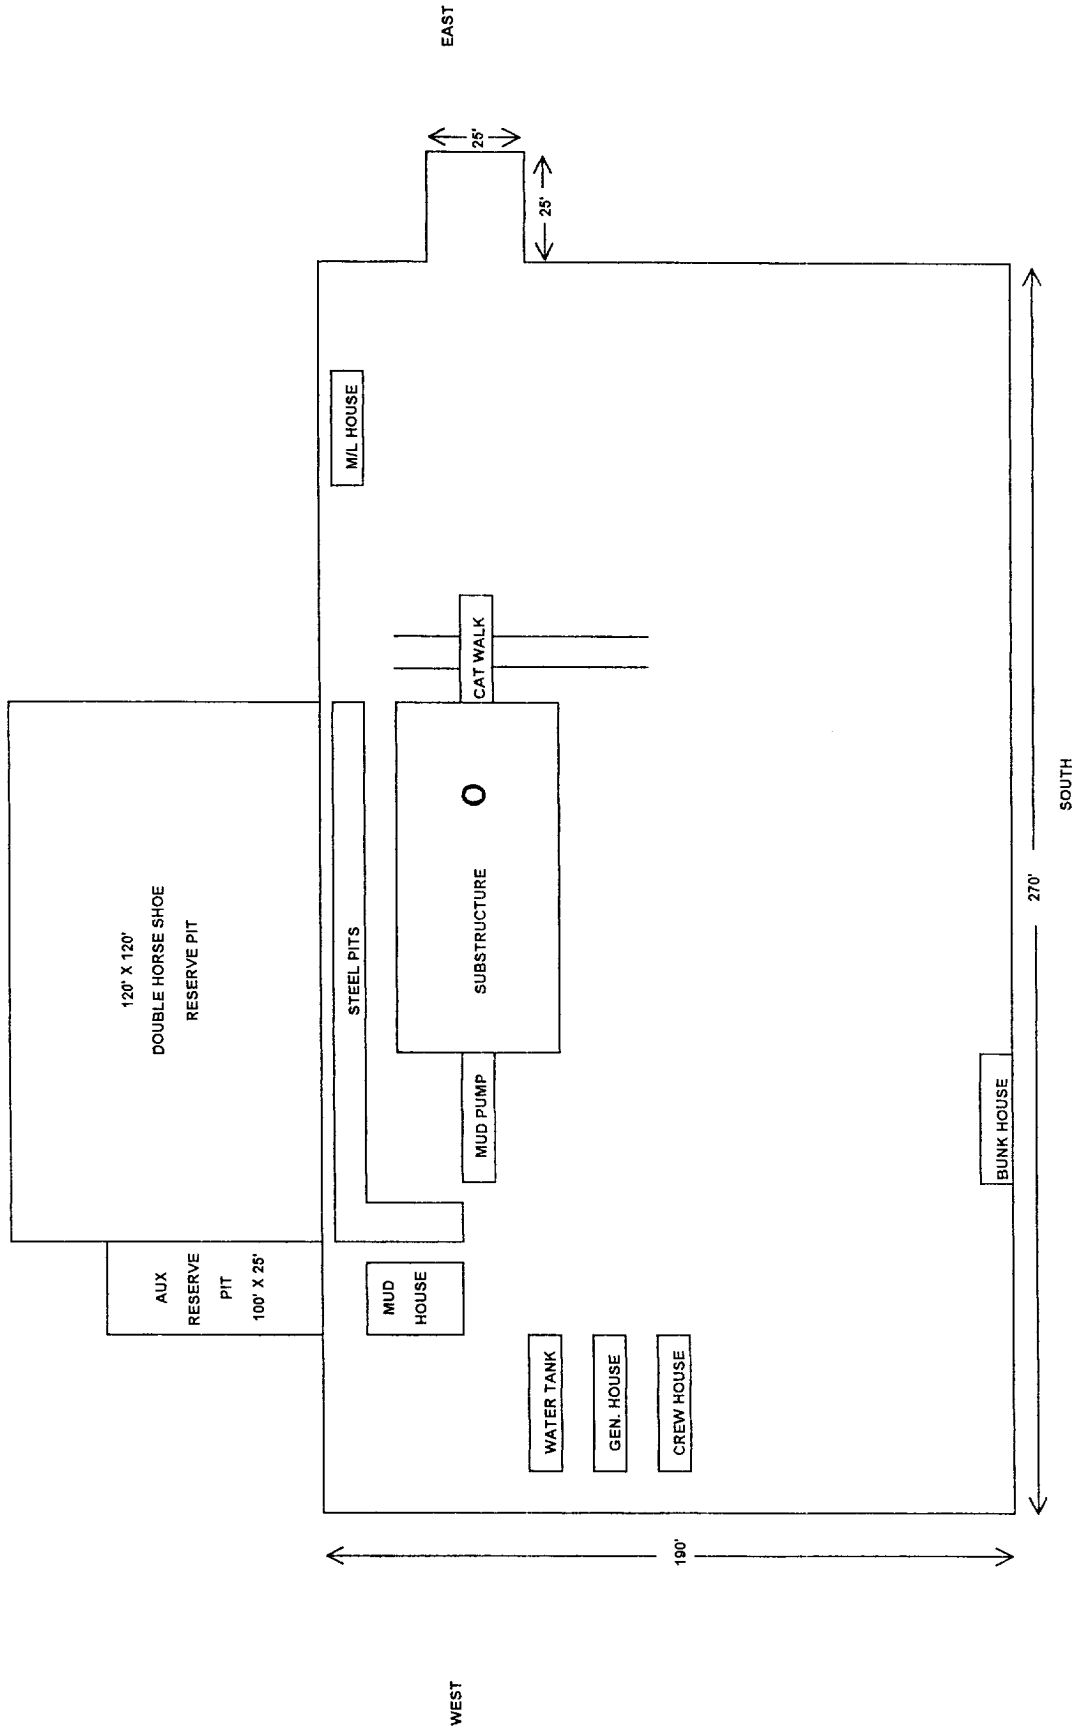 120' X 120'
DOUBLE HORSE SHOE
RESERVE PIT
AUX
RESERVE
PIT
100' X 25'
STEEL PITS
M/L HOUSE
MUD
HOUSE
MUD PUMP
SUBSTRUCTURE
O
CAT WALK
25'
25'
WATER TANK
GEN. HOUSE
CREW HOUSE
BUNK HOUSE
190'
270'
WEST
EAST
SOUTH